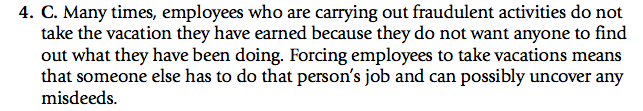 4. C. Many times, employees who are carrying out fraudulent activities do not
take the vacation they have earned because they do not want anyone to find
out what they have been doing. Forcing employees to take vacations means
that someone else has to do that person’s job and can possibly uncover any
misdeeds.